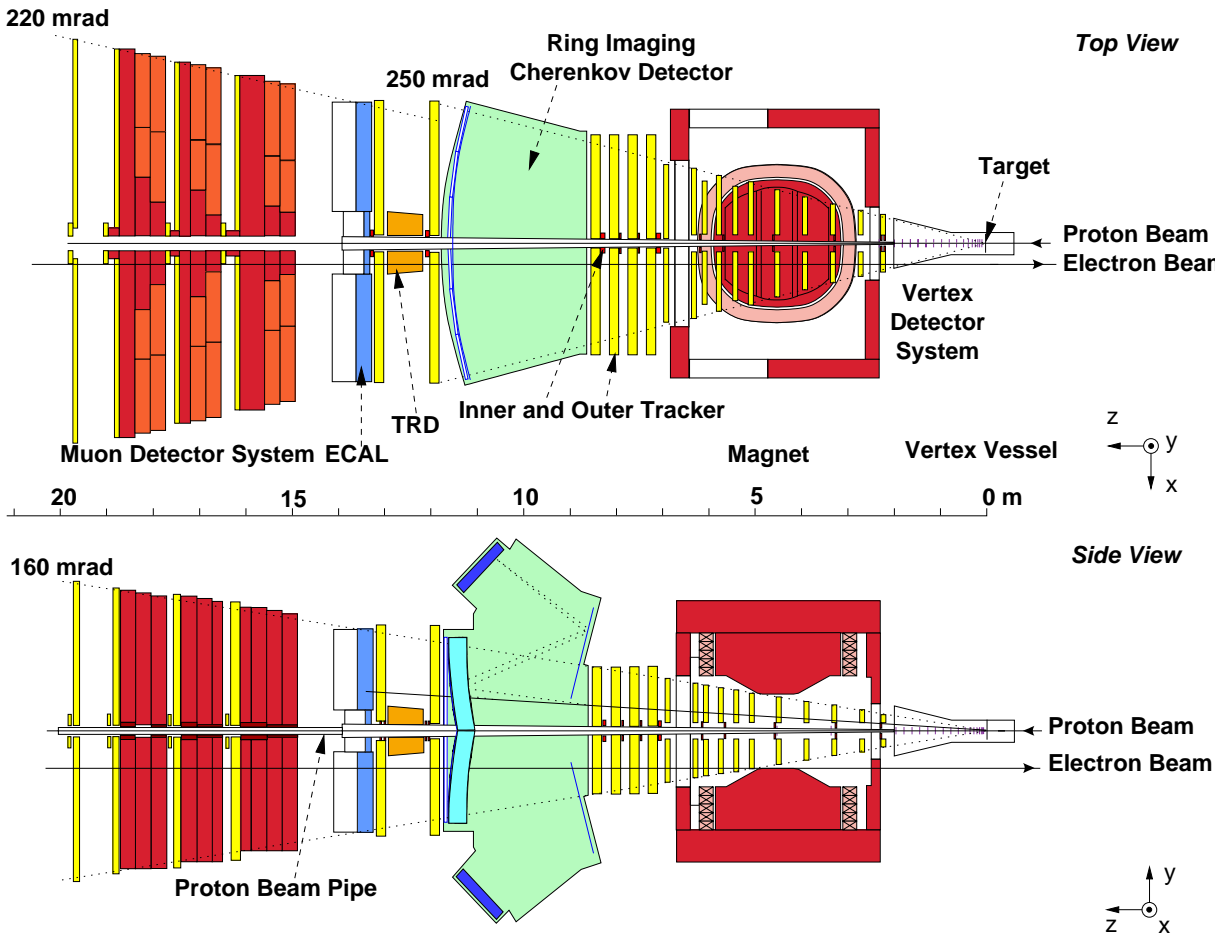 220 mrad
Ring Imaging
Cherenkov Detector
Top View
250 mrad
Target
Proton Beam
Electron Beam
Vertex
Detector
System
Inner and Outer Tracker
TRD
Muon Detector System ECAL
Magnet
Vertex Vessel
z
y
x
20
15
10
5
0 m
160 mrad
Side View
Proton Beam
Electron Beam
Proton Beam Pipe
y
z
x